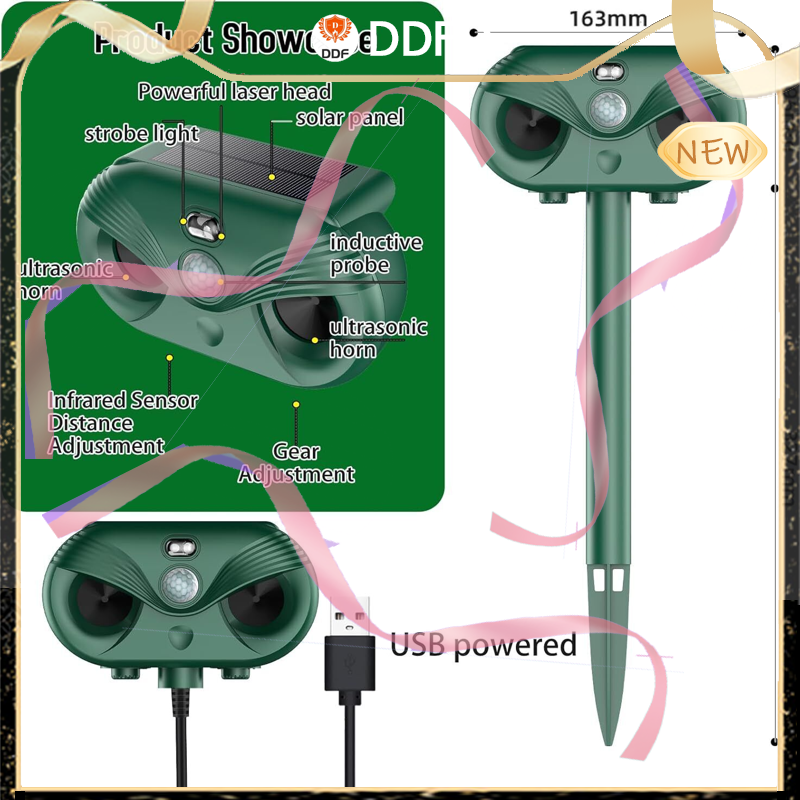 Product Showcase
DDF
DDF
163mm
Powerful laser head
solar panel
strobe light
NEW
inductive
probe
ultrasonic
horn
ultrasonic
horn
Infrared Sensor
Distance
Adjustment
Gear
Adjustment
USB powered